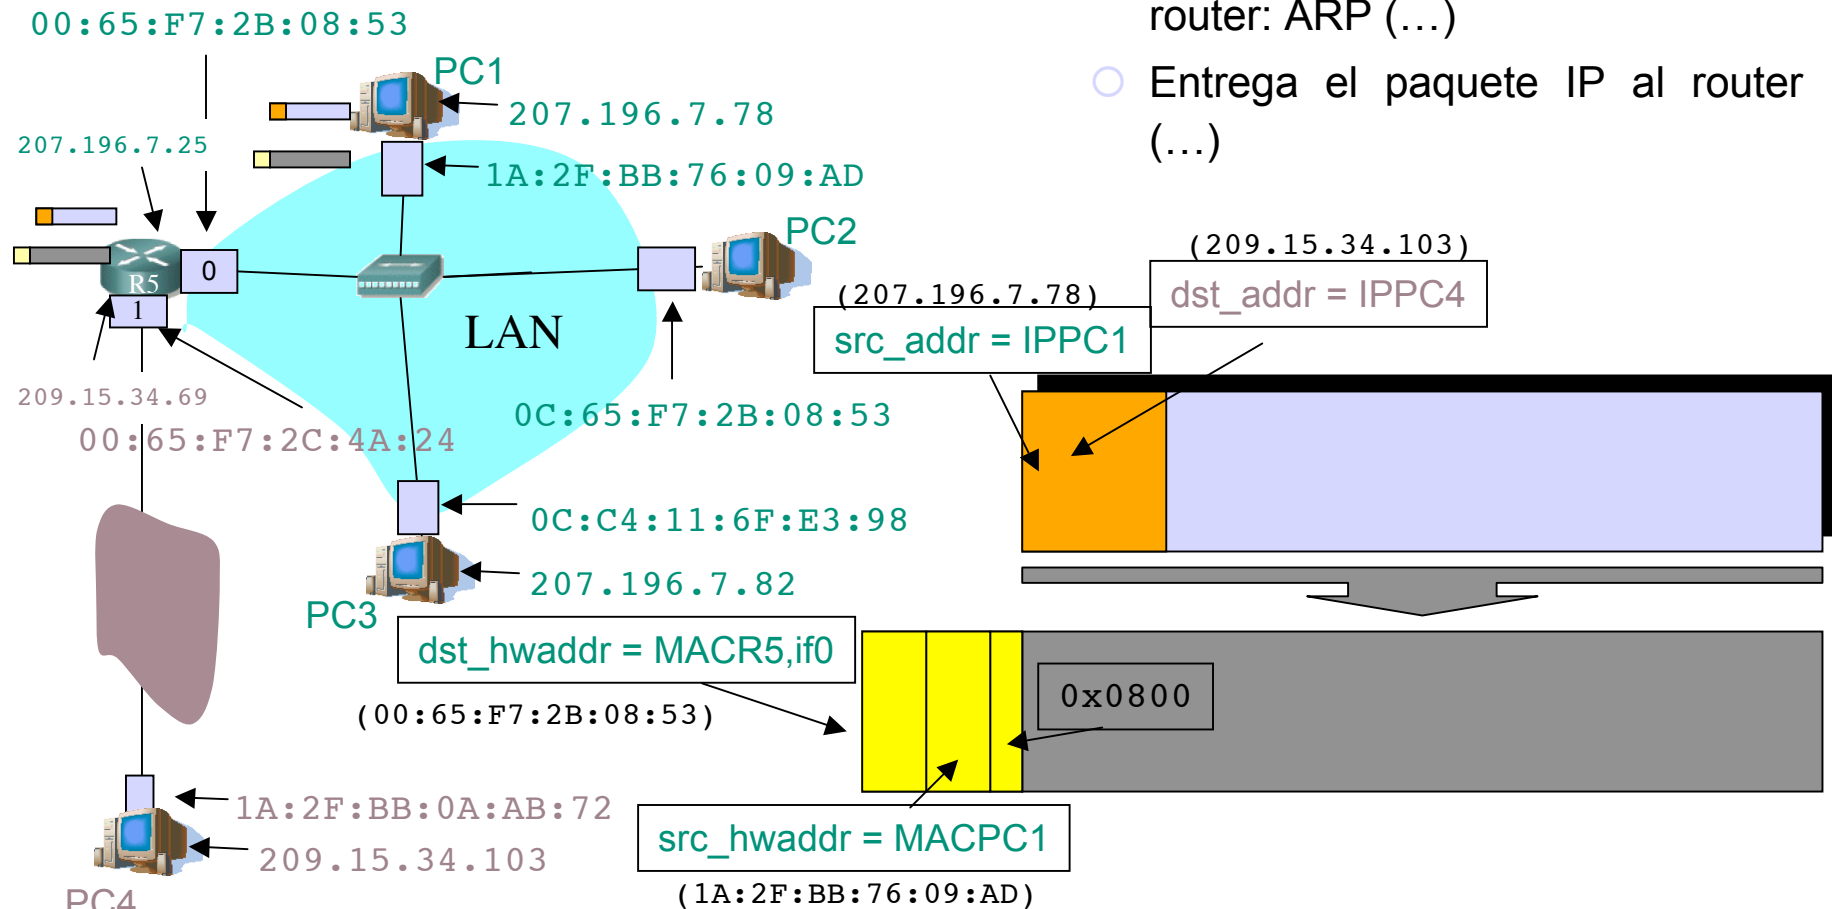 router: ARP (…)
Entrega el paquete IP al router
(…)
00:65:F7:2B:08:53
PC1
207.196.7.78
207.196.7.25
1A:2F:BB:76:09:AD
PC2
0
R5
1
LAN
209.15.34.69
00:65:F7:2C:4A:24
0C:65:F7:2B:08:53
0C:C4:11:6F:E3:98
207.196.7.82
PC3
1A:2F:BB:0A:AB:72
209.15.34.103
PC4
(209.15.34.103)
dst_addr = IPPC4
(207.196.7.78)
src_addr = IPPC1
dst_hwaddr = MACR5,if0
(00:65:F7:2B:08:53)
0x0800
src_hwaddr = MACPC1
(1A:2F:BB:76:09:AD)